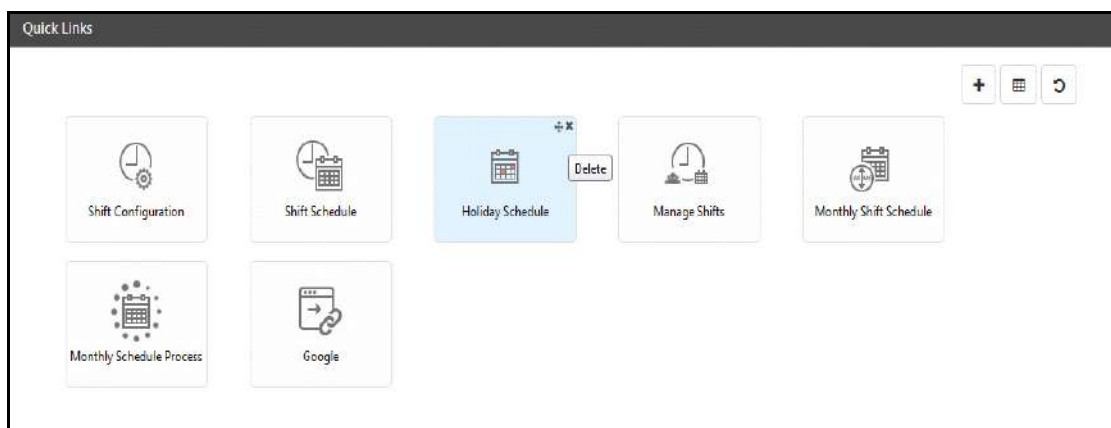 Quick Links
Shift Configuration
Shift Schedule
Holiday Schedule
Delete
Manage Shifts
Monthly Shift Schedule
Monthly Schedule Process
Google